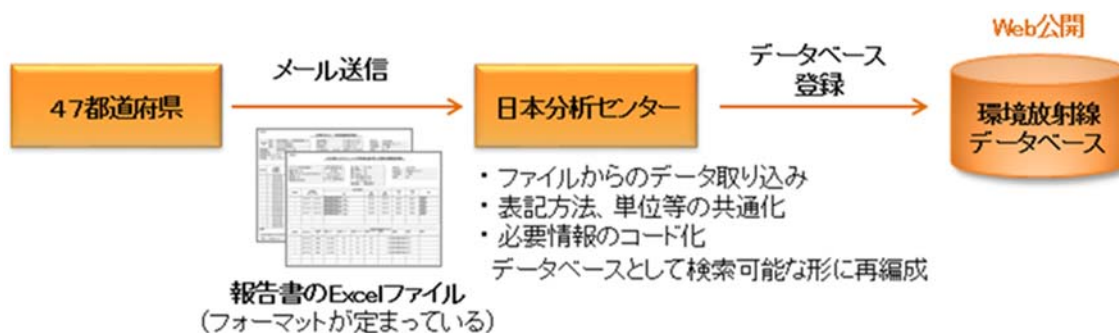 Web公開
メール送信
データベース
登録
47都道府県
日本分析センター
環境放射線
データベース
・ファイルからのデータ取り込み
・表記方法、単位等の共通化
・必要情報のコード化
データベースとして検索可能な形に再編成
報告書のExcelファイル
(フォーマットが定まっている)